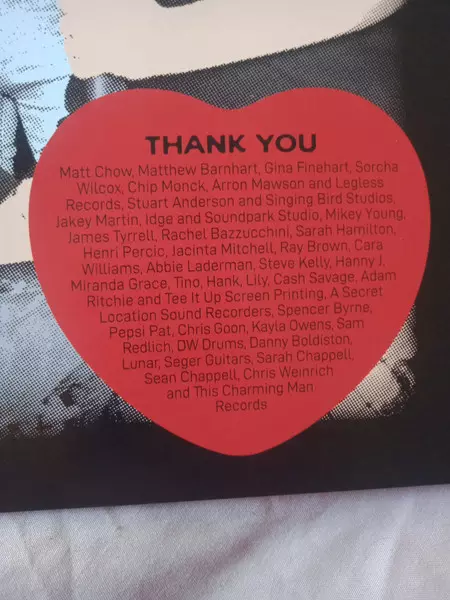 THANK YOU
Matt Chow, Matthew Barnhart, Gina Finehart, Sorcha
Wilcox, Chip Monck, Arron Mawson and Legless
Records, Stuart Anderson and Singing Bird Studios,
Jakey Martin, Idge and Soundpark Studio, Mikey Young,
James Tyrrell, Rachel Bazzucchini, Sarah Hamilton,
Henri Percic, Jacinta Mitchell, Ray Brown, Cara
Williams, Abbie Laderman, Steve Kelly, Hanny J,
Miranda Grace, Tino, Hank, Lily, Cash Savage, Adam
Ritchie and Tee It Up Screen Printing, A Secret
Location Sound Recorders, Spencer Byrne,
Pepsi Pat, Chris Goon, Kayla Owens, Sam
Redlich, DW Drums, Danny Boldiston,
Lunar, Seger Guitars, Sarah Chappell,
Sean Chappell, Chris Weinrich
and This Charming Man
Records